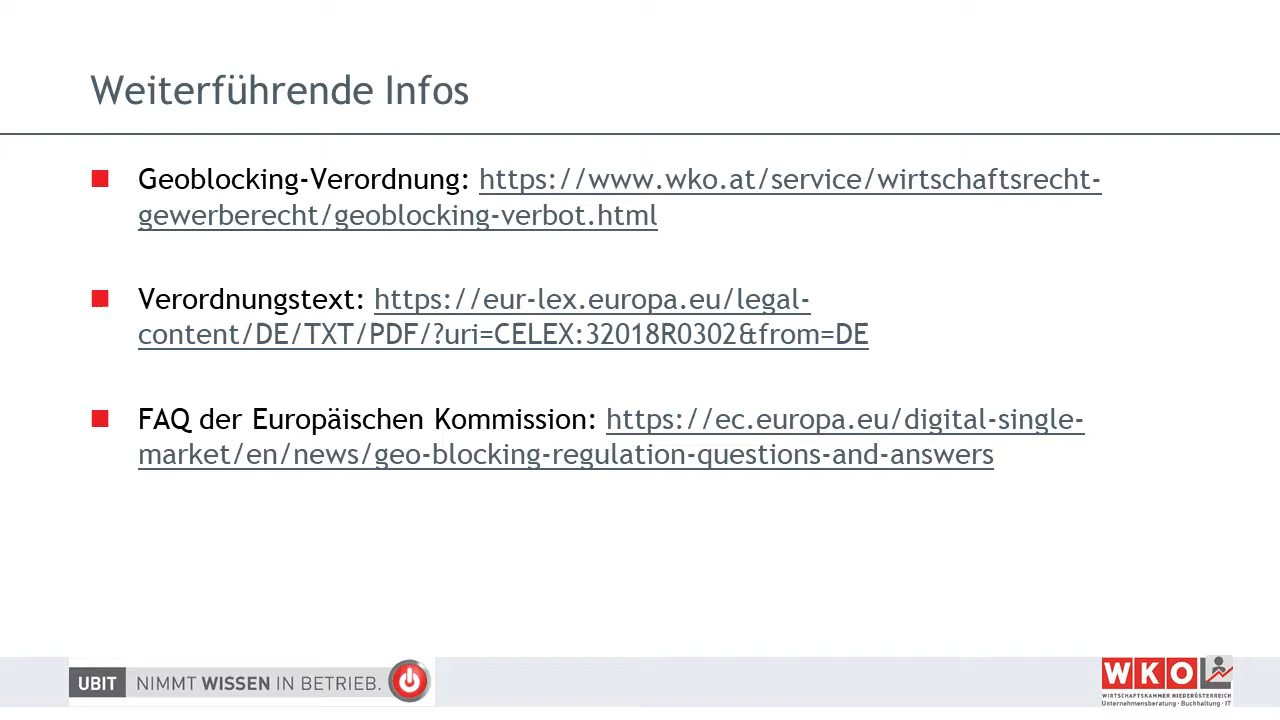 Weiterführende Infos
Geoblocking-Verordnung: https://www.wko.at/service/wirtschaftsrecht-
gewerberecht/geoblocking-verbot.html
Verordnungstext: https://eur-lex.europa.eu/legal-
content/DE/TXT/PDF/?uri=CELEX:32018R0302&from=DE
FAQ der Europäischen Kommission: https://ec.europa.eu/digital-single-
market/en/news/geo-blocking-regulation-questions-and-answers
UBIT NIMMT WISSEN IN BETRIEB.
WKO
WIRTSCHAFTSKAMMER NIEDERÖSTERREICH
Unternehmensberatung · Buchhaltung · IT